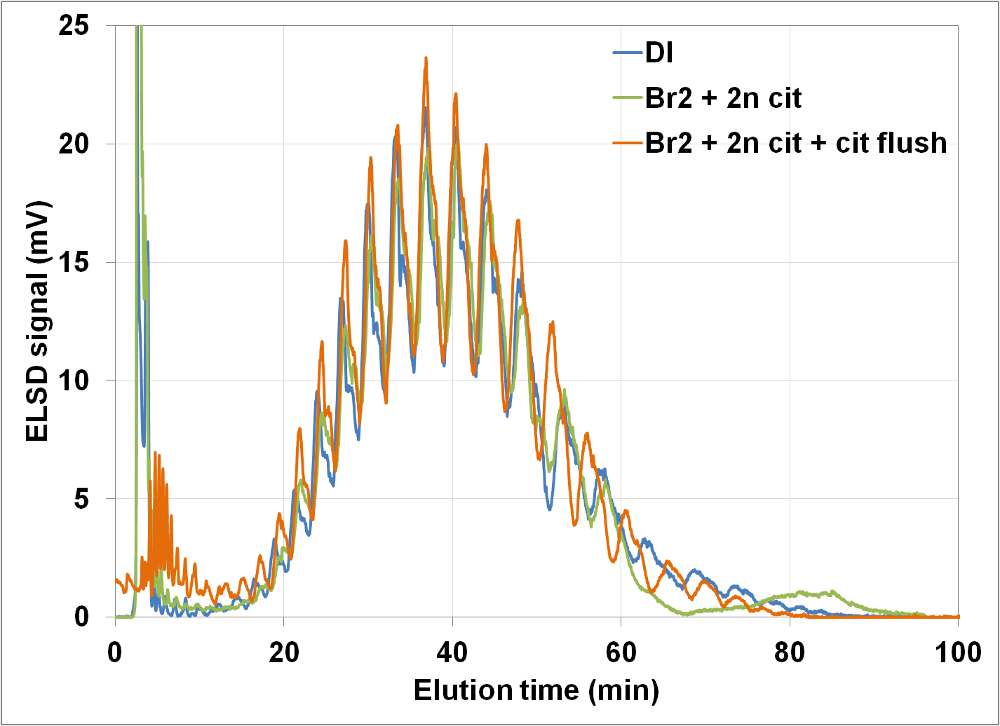 25
DI
Br2 + 2n cit
20
Br2 + 2n cit + cit flush
15
ELSD signal (mV)
10
5
0
0 20 40 60 80 100
Elution time (min)